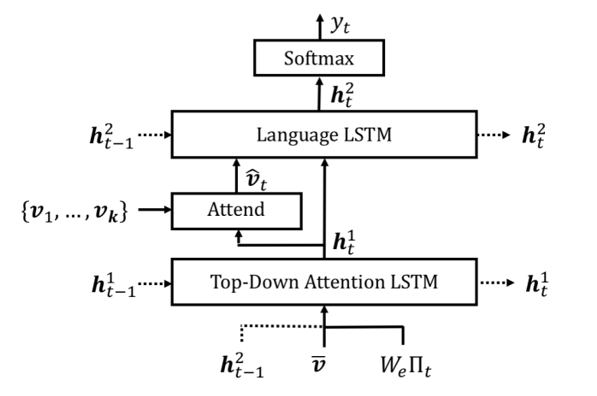 y_t
Softmax
h_t^2
h_{t-1}^2 Language LSTM h_t^2
v̂_t
{v_1, ..., v_k} Attend
h_t^1
h_{t-1}^1 Top-Down Attention LSTM h_t^1
h_{t-1}^2 v̄ W_e Π_t